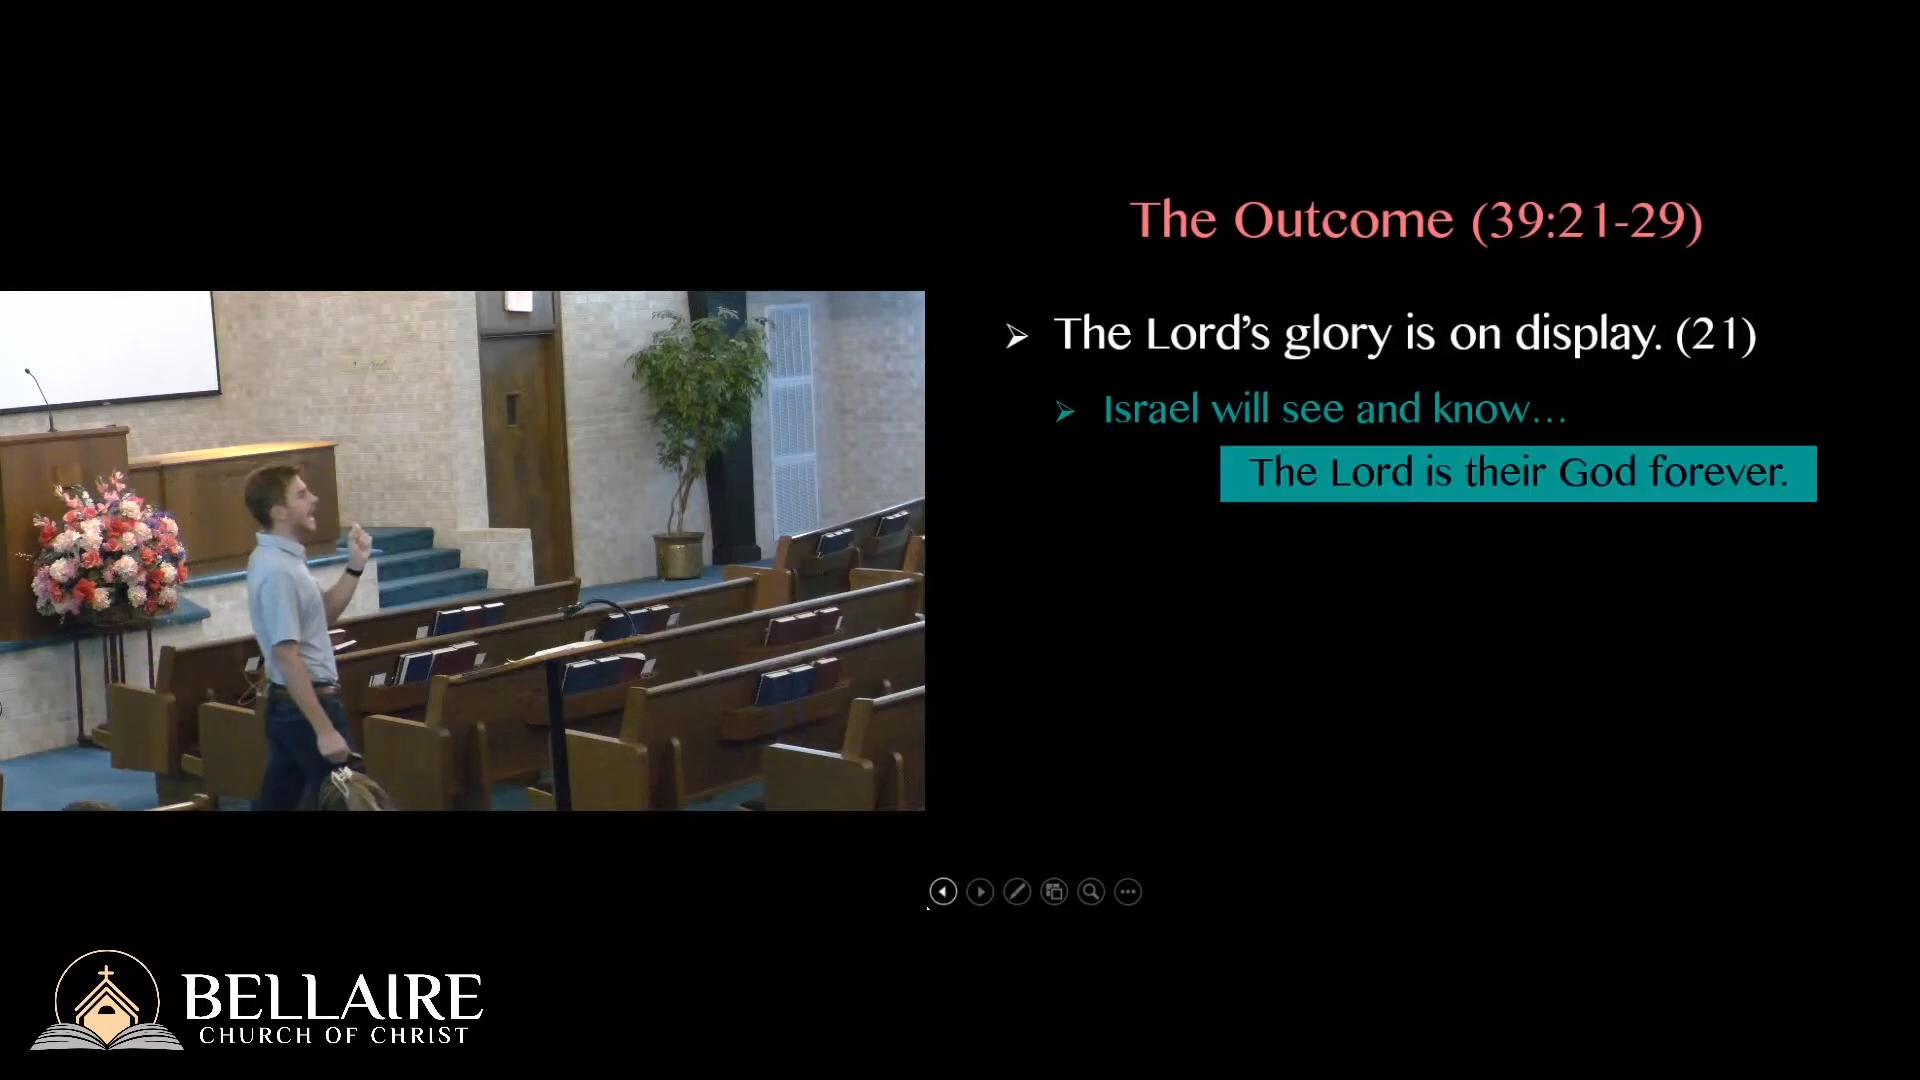 The Outcome (39:21-29)
➢ The Lord’s glory is on display. (21)
➢ Israel will see and know…
The Lord is their God forever.
BELLAIRE
CHURCH OF CHRIST